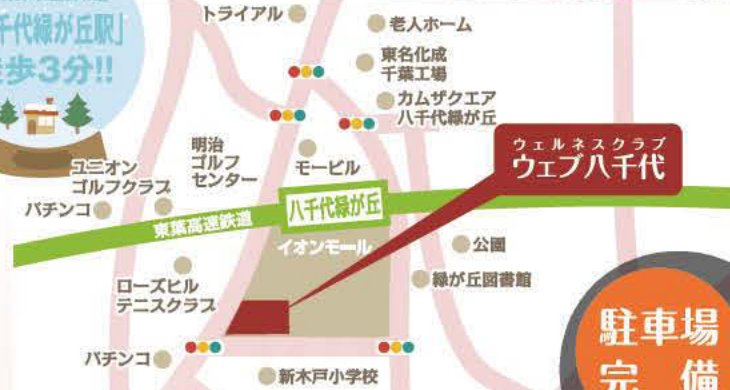 千代緑が丘駅」
歩3分!!
トライアル
老人ホーム
東名化成
千葉工場
カムザクエア
八千代緑が丘
明治
ゴルフ
センター
モービル
ウェルネスクラブ
ウェブ八千代
ユニオン
ゴルフクラブ
パチンコ
東葉高速鉄道
八千代緑が丘
イオンモール
公園
緑が丘図書館
ローズヒル
テニスクラブ
パチンコ
新木戸小学校
駐車場
完備